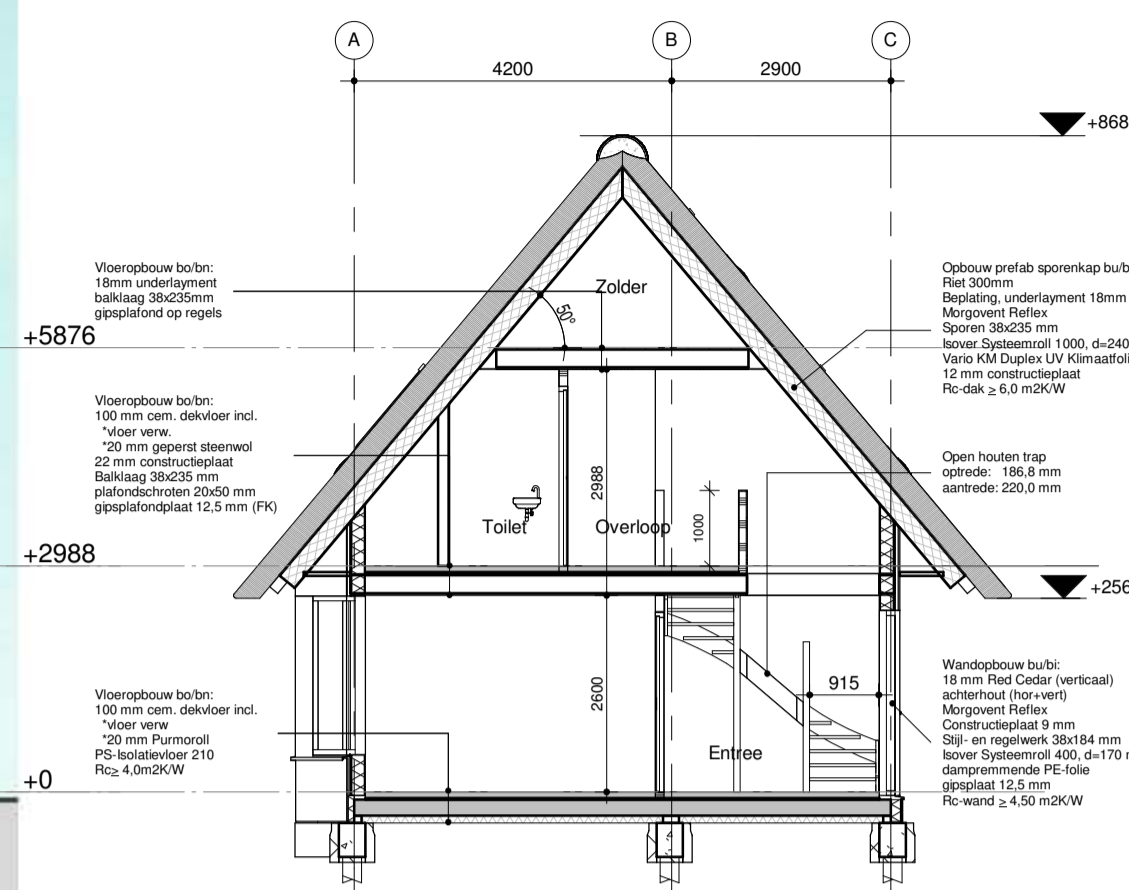 A
B
C
4200
2900
+868
Vloeropbouw bo/bn:
18mm underlayment
balklaag 38x235mm
gipsplafond op regels
Zolder
50°
Opbouw prefab sporenkap bu/b
Riet 300mm
Beplating, underlayment 18mm
Morgovent Reflex
Sporen 38x235 mm
Isover Systeemroll 1000, d=240
Vario KM Duplex UV Klimaatfoli
12 mm constructieplaat
Rc-dak ≥ 6,0 m2K/W
+5876
Vloeropbouw bo/bn:
100 mm cem. dekvloer incl.
*vloer verw.
*20 mm geperst steenwol
22 mm constructieplaat
Balklaag 38x235 mm
plafondschroten 20x50 mm
gipsplafondplaat 12,5 mm (FK)
Open houten trap
optrede: 186,8 mm
aantrede: 220,0 mm
2988
1000
Toilet
Overloop
+2988
+256
Vloeropbouw bo/bn:
100 mm cem. dekvloer incl.
*vloer verw
*20 mm Purmoroll
PS-Isolatievloer 210
Rc≥ 4,0m2K/W
2600
915
Entree
Wandopbouw bu/bi:
18 mm Red Cedar (verticaal)
achterhout (hor+vert)
Morgovent Reflex
Constructieplaat 9 mm
Stijl- en regelwerk 38x184 mm
Isover Systeemroll 400, d=170 m
dampremmende PE-folie
gipsplaat 12,5 mm
Rc-wand ≥ 4,50 m2K/W
+0